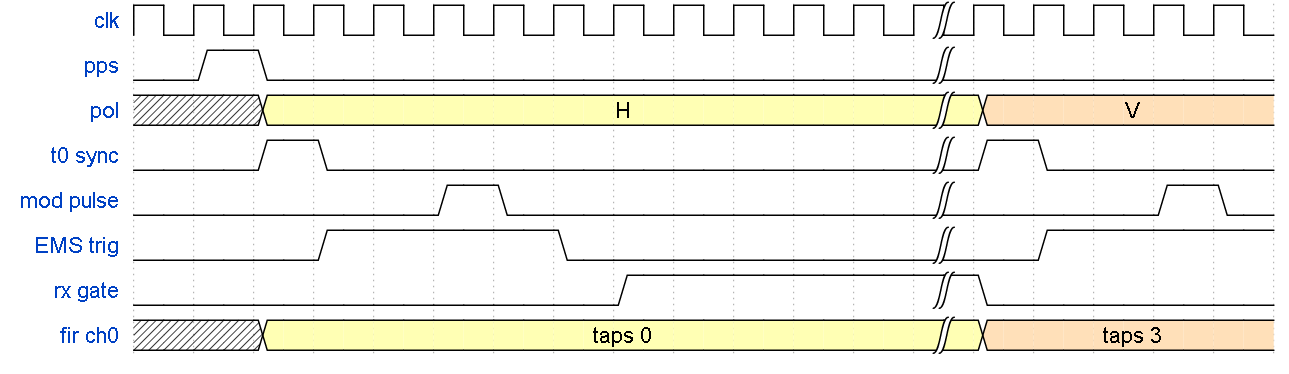 clk
pps
pol H V
t0 sync
mod pulse
EMS trig
rx gate
fir ch0 taps 0 taps 3